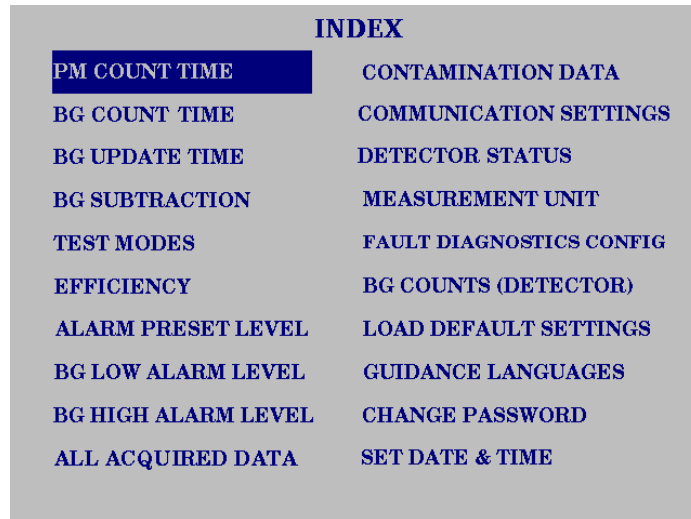 INDEX
PM COUNT TIME
BG COUNT TIME
BG UPDATE TIME
BG SUBTRACTION
TEST MODES
EFFICIENCY
ALARM PRESET LEVEL
BG LOW ALARM LEVEL
BG HIGH ALARM LEVEL
ALL ACQUIRED DATA
CONTAMINATION DATA
COMMUNICATION SETTINGS
DETECTOR STATUS
MEASUREMENT UNIT
FAULT DIAGNOSTICS CONFIG
BG COUNTS (DETECTOR)
LOAD DEFAULT SETTINGS
GUIDANCE LANGUAGES
CHANGE PASSWORD
SET DATE & TIME